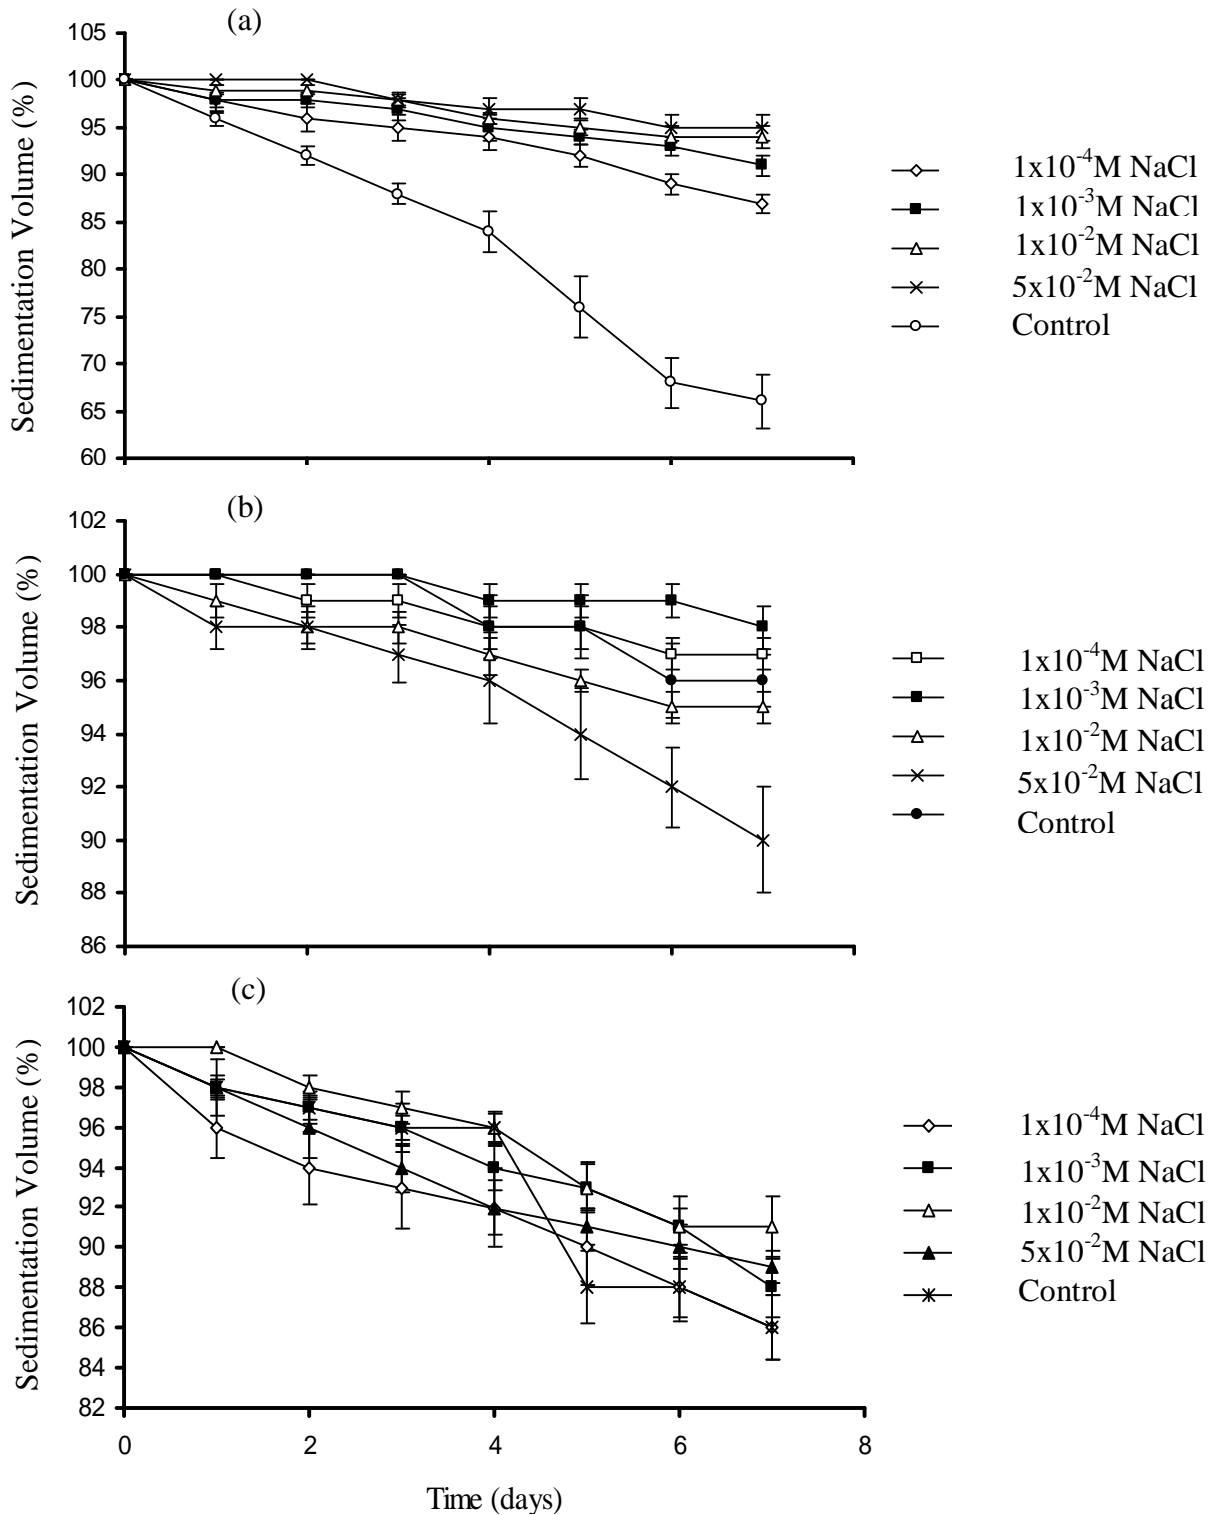 (a)
Sedimentation Volume (%)
105
100
95
90
85
80
75
70
65
60
1x10-4M NaCl
1x10-3M NaCl
1x10-2M NaCl
5x10-2M NaCl
Control
(b)
Sedimentation Volume (%)
102
100
98
96
94
92
90
88
86
1x10-4M NaCl
1x10-3M NaCl
1x10-2M NaCl
5x10-2M NaCl
Control
(c)
Sedimentation Volume (%)
102
100
98
96
94
92
90
88
86
84
82
1x10-4M NaCl
1x10-3M NaCl
1x10-2M NaCl
5x10-2M NaCl
Control
0 2 4 6 8
Time (days)